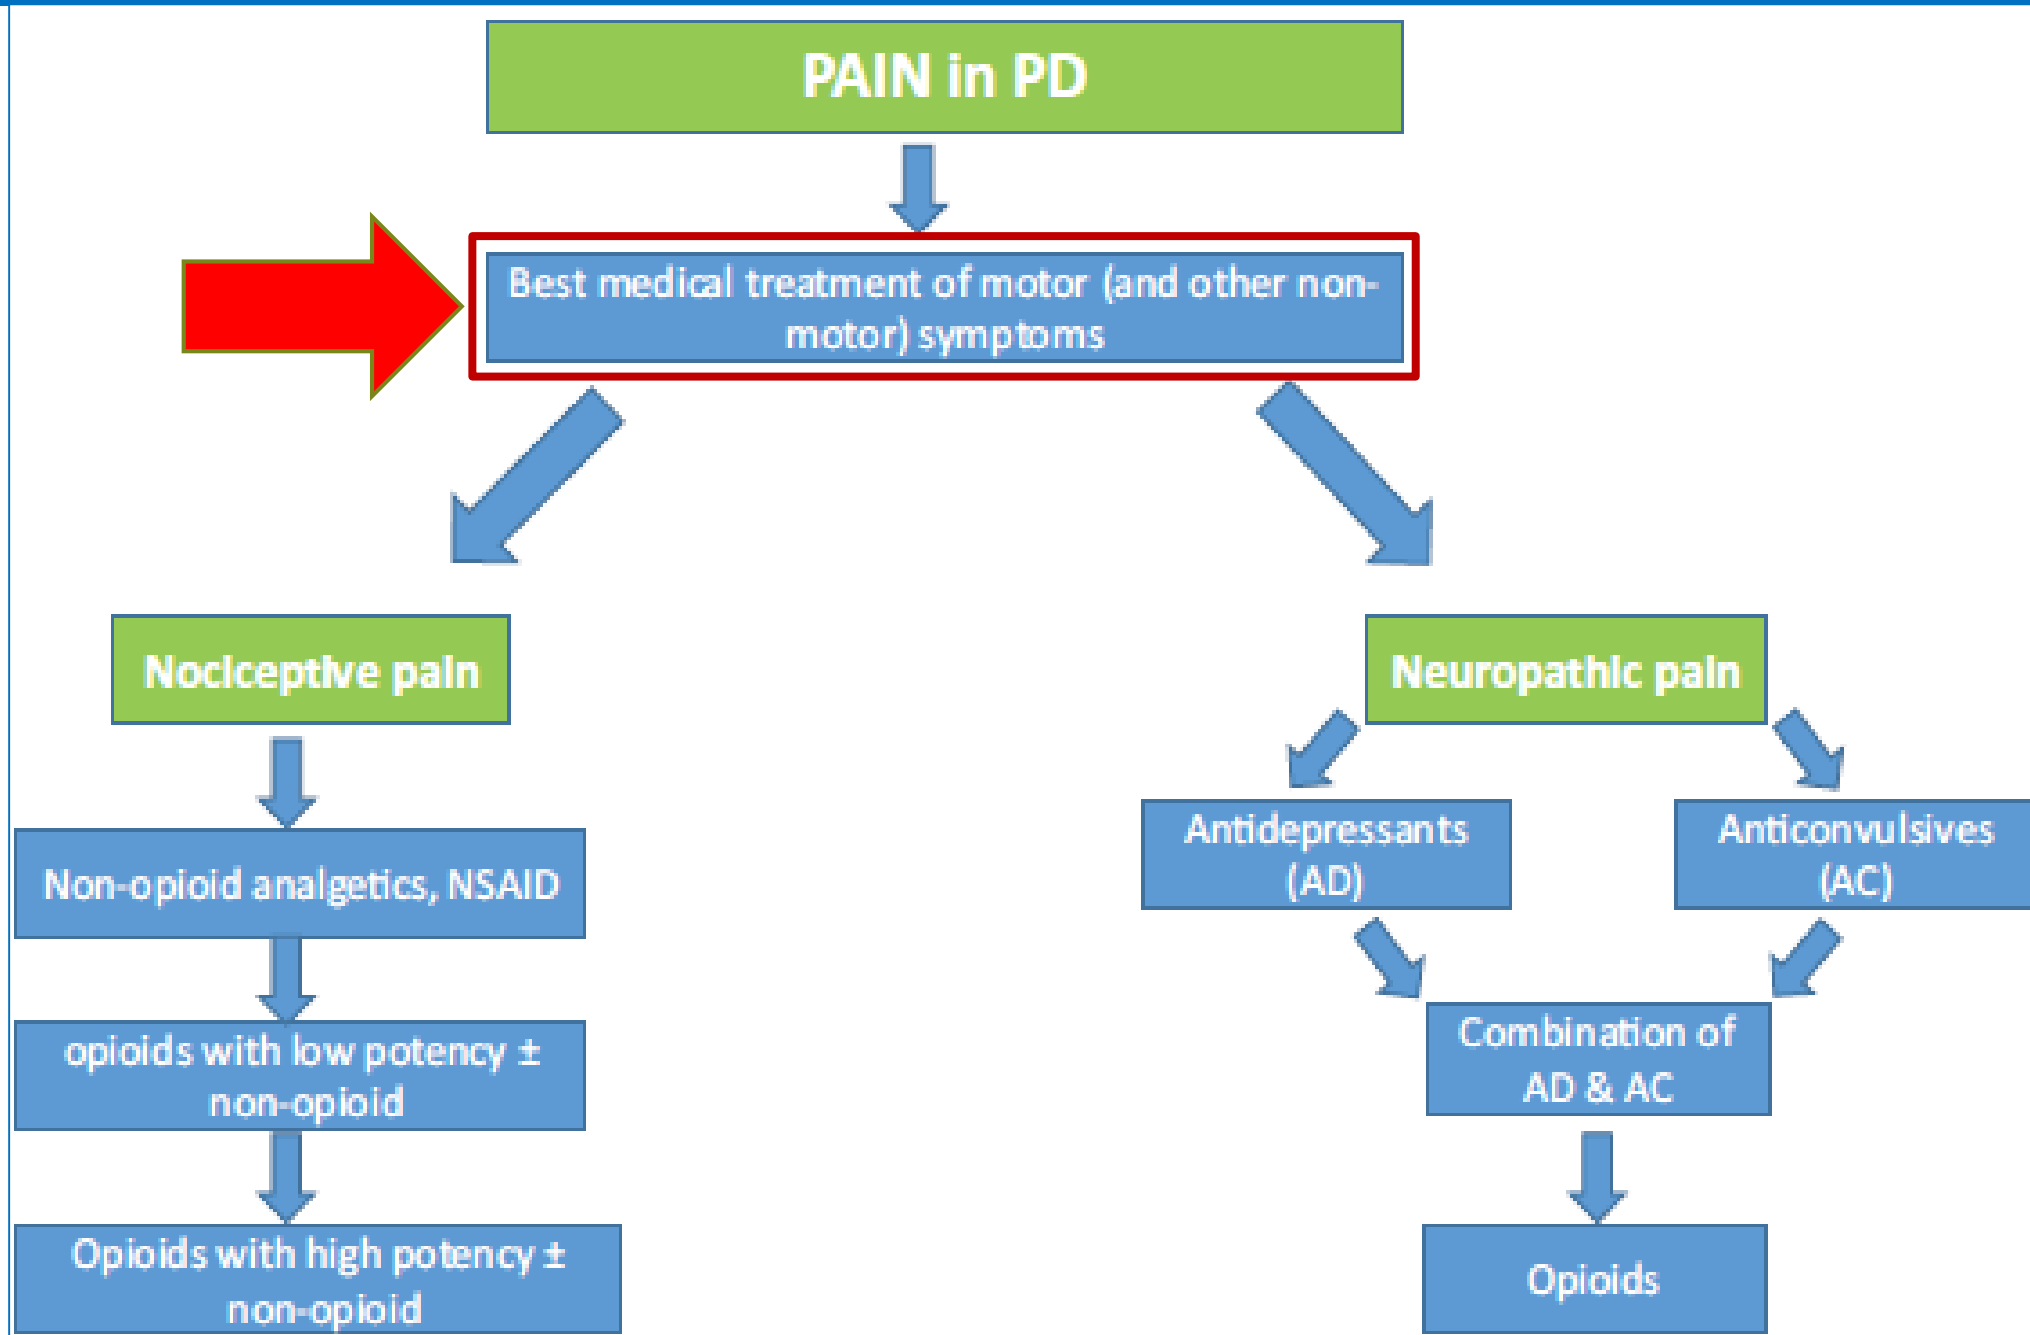 PAIN in PD
Best medical treatment of motor (and other non-
motor) symptoms
Nociceptive pain
Neuropathic pain
Antidepressants
(AD)
Anticonvulsives
(AC)
Non-opioid analgetics, NSAID
opioids with low potency ±
non-opioid
Combination of
AD & AC
Opioids with high potency ±
non-opioid
Opioids